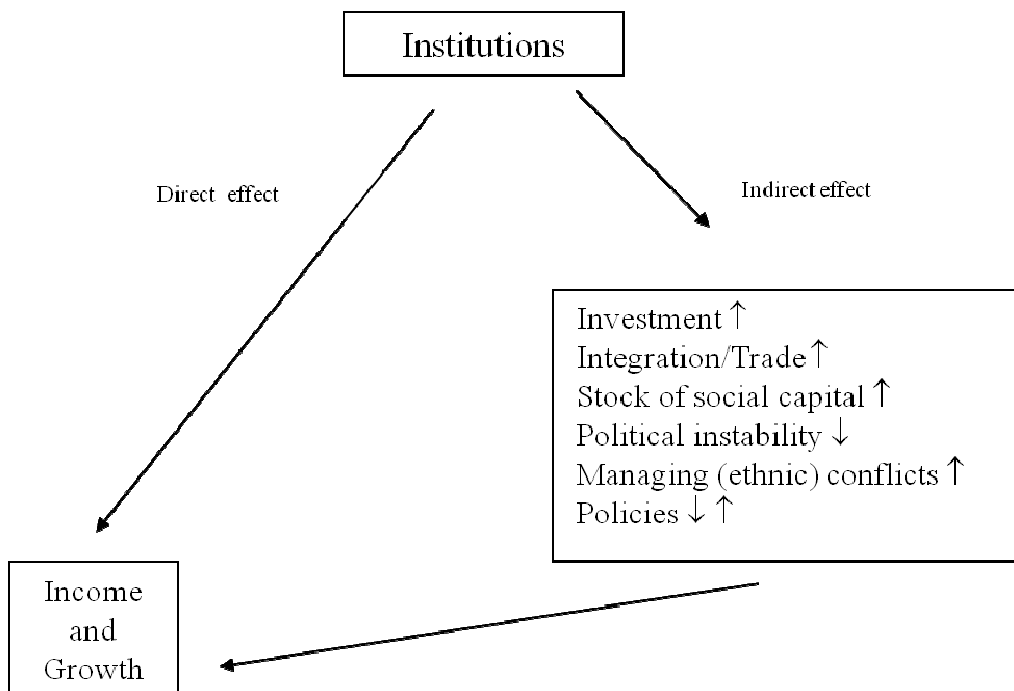 Institutions
Direct effect
Indirect effect
Investment ↑
Integration/Trade ↑
Stock of social capital ↑
Political instability ↓
Managing (ethnic) conflicts ↑
Policies ↓ ↑
Income
and
Growth